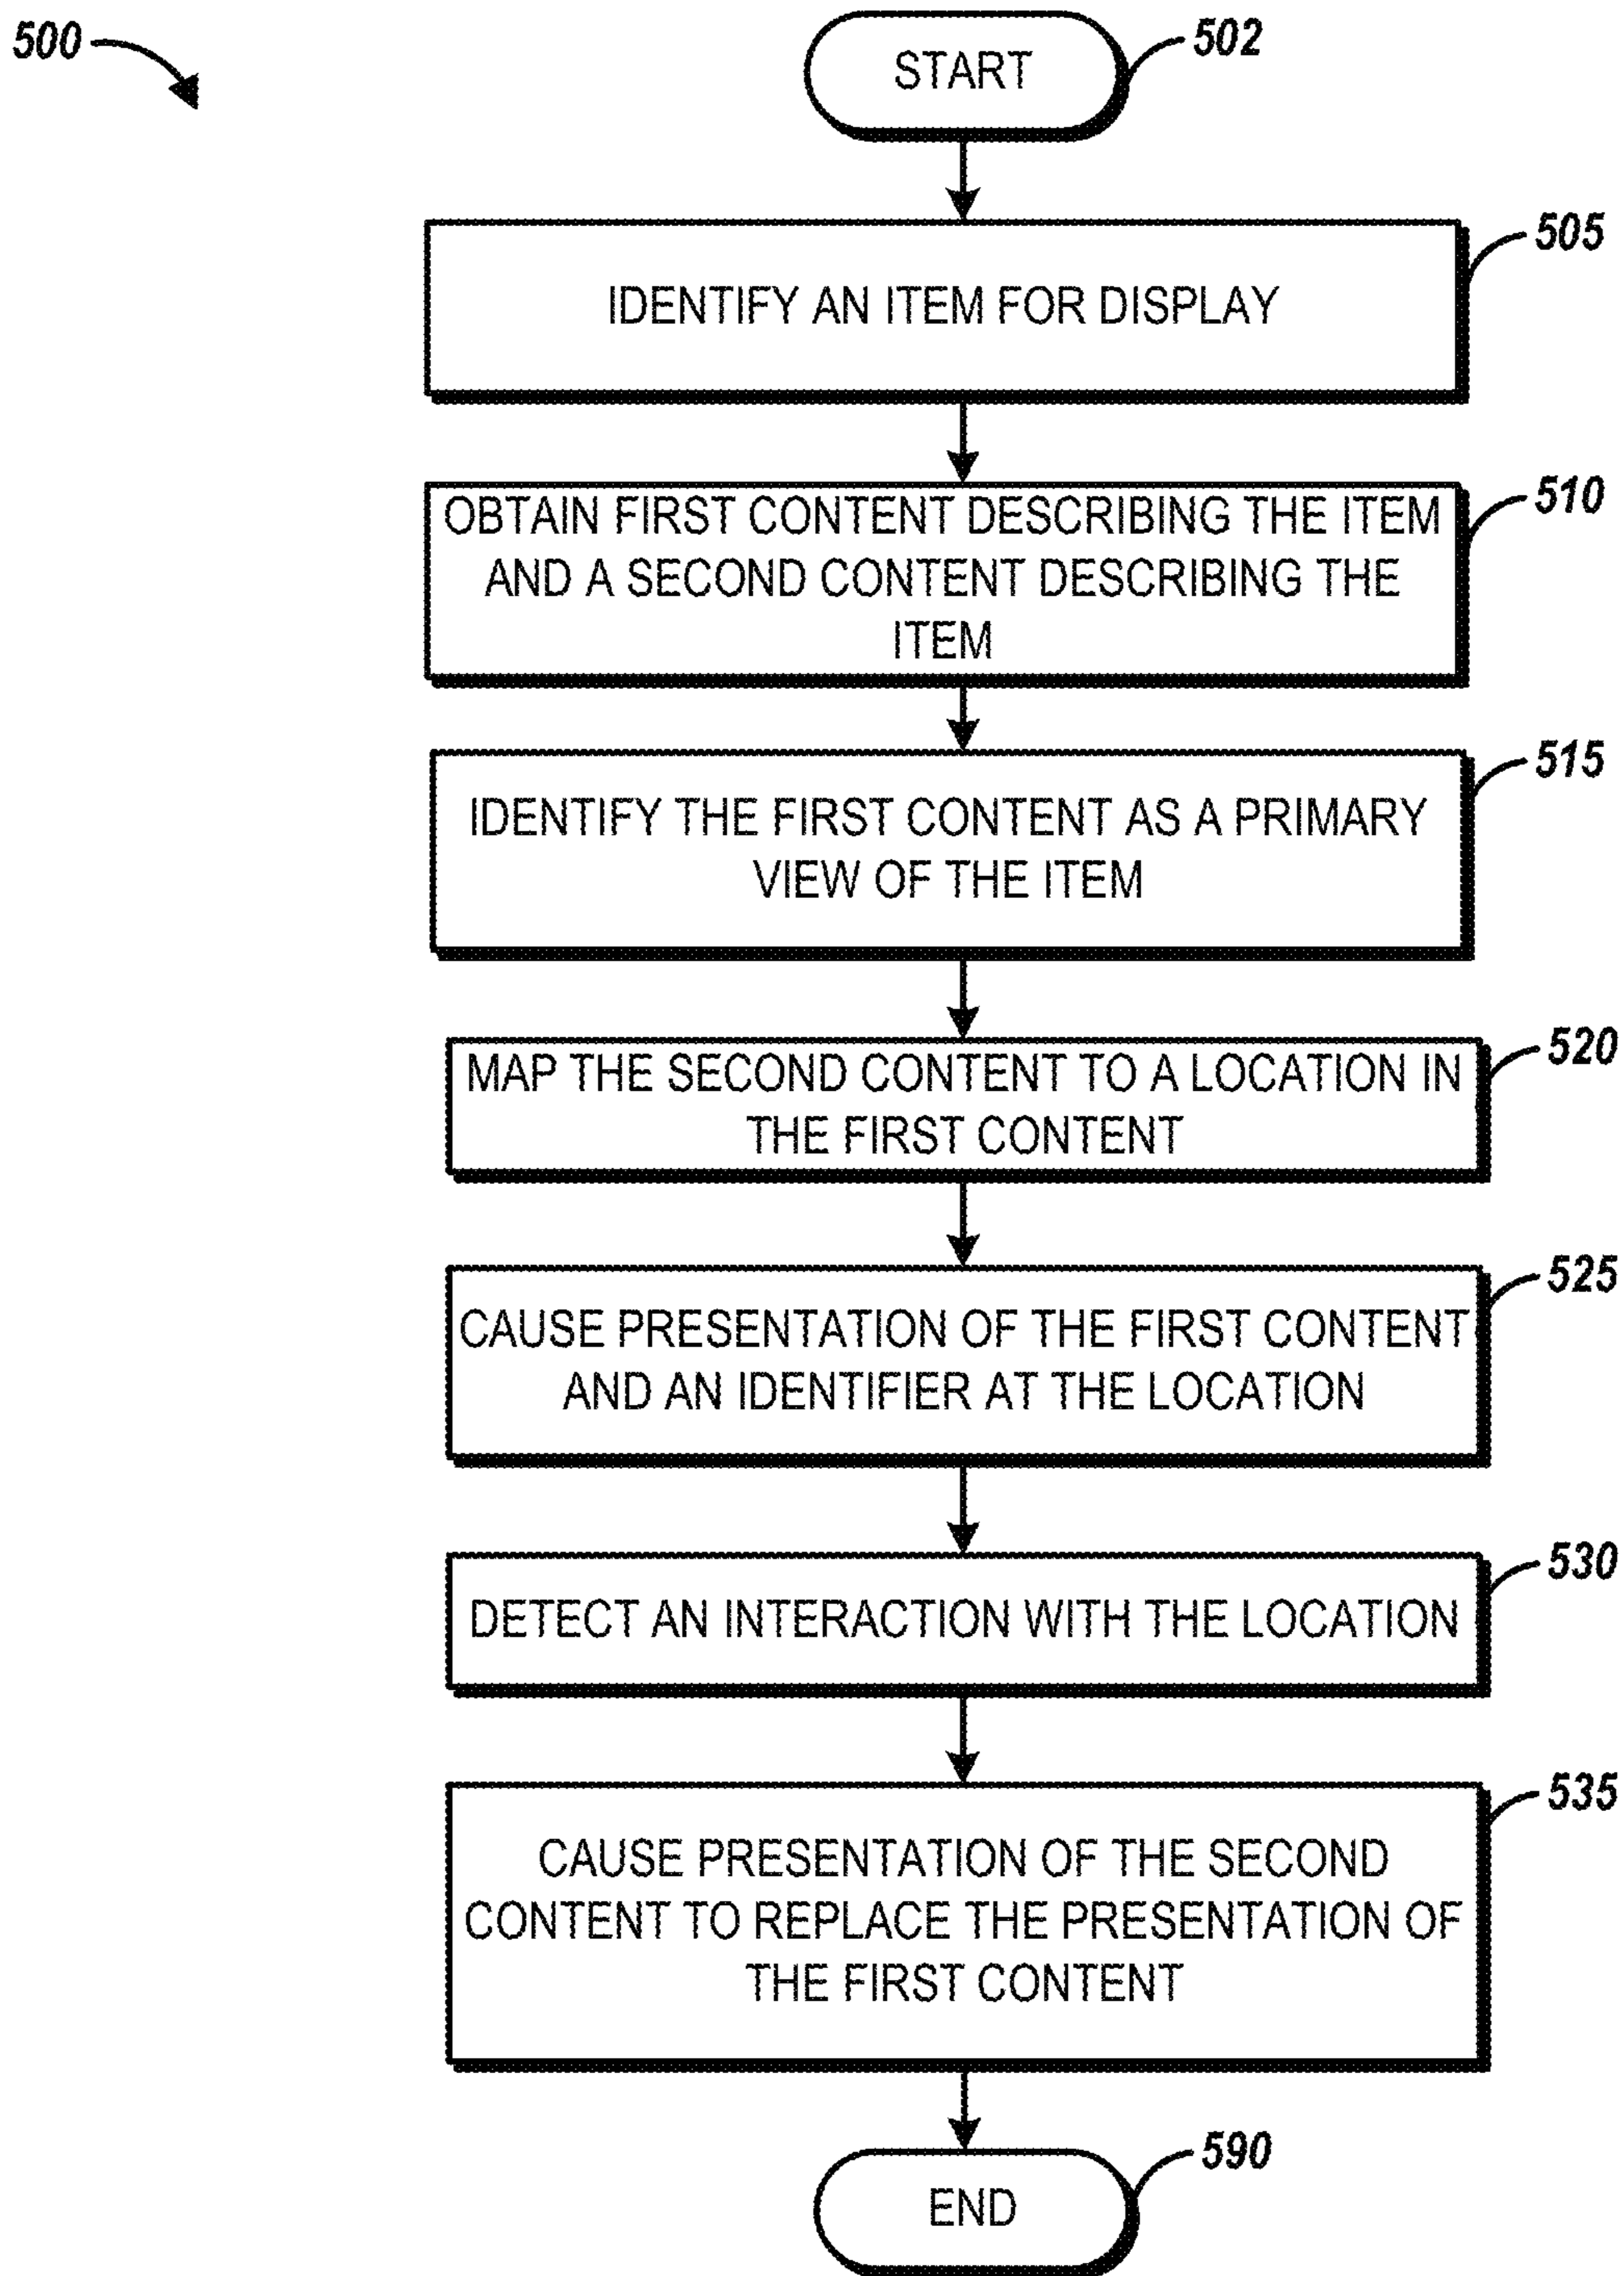 500
START
502
IDENTIFY AN ITEM FOR DISPLAY
505
OBTAIN FIRST CONTENT DESCRIBING THE ITEM
AND A SECOND CONTENT DESCRIBING THE
ITEM
510
IDENTIFY THE FIRST CONTENT AS A PRIMARY
VIEW OF THE ITEM
515
MAP THE SECOND CONTENT TO A LOCATION IN
THE FIRST CONTENT
520
CAUSE PRESENTATION OF THE FIRST CONTENT
AND AN IDENTIFIER AT THE LOCATION
525
DETECT AN INTERACTION WITH THE LOCATION
530
CAUSE PRESENTATION OF THE SECOND
CONTENT TO REPLACE THE PRESENTATION OF
THE FIRST CONTENT
535
END
590